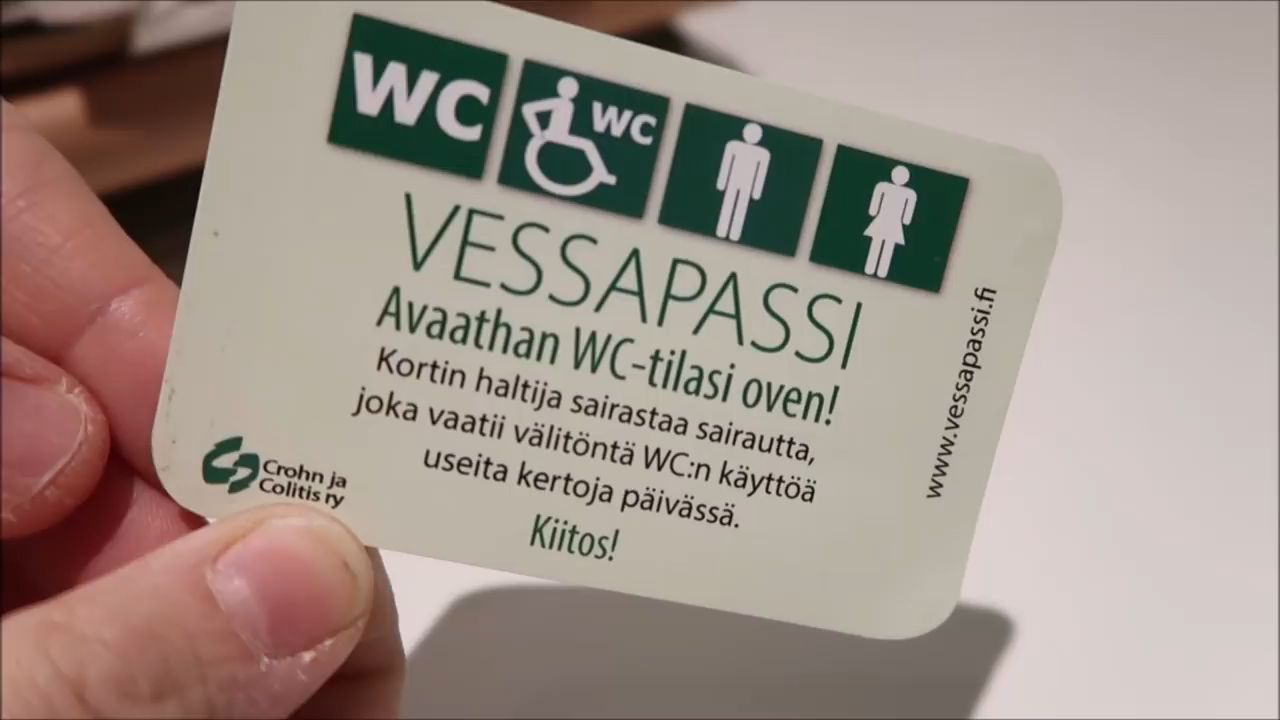 WC
WC
VESSAPASSI
Avaathan WC-tilasi oven!
Kortin haltija sairastaa sairautta,
joka vaatii välitöntä WC:n käyttöä
useita kertoja päivässä.
Kiitos!
Crohn ja
Colitis ry
www.vessapassi.fi